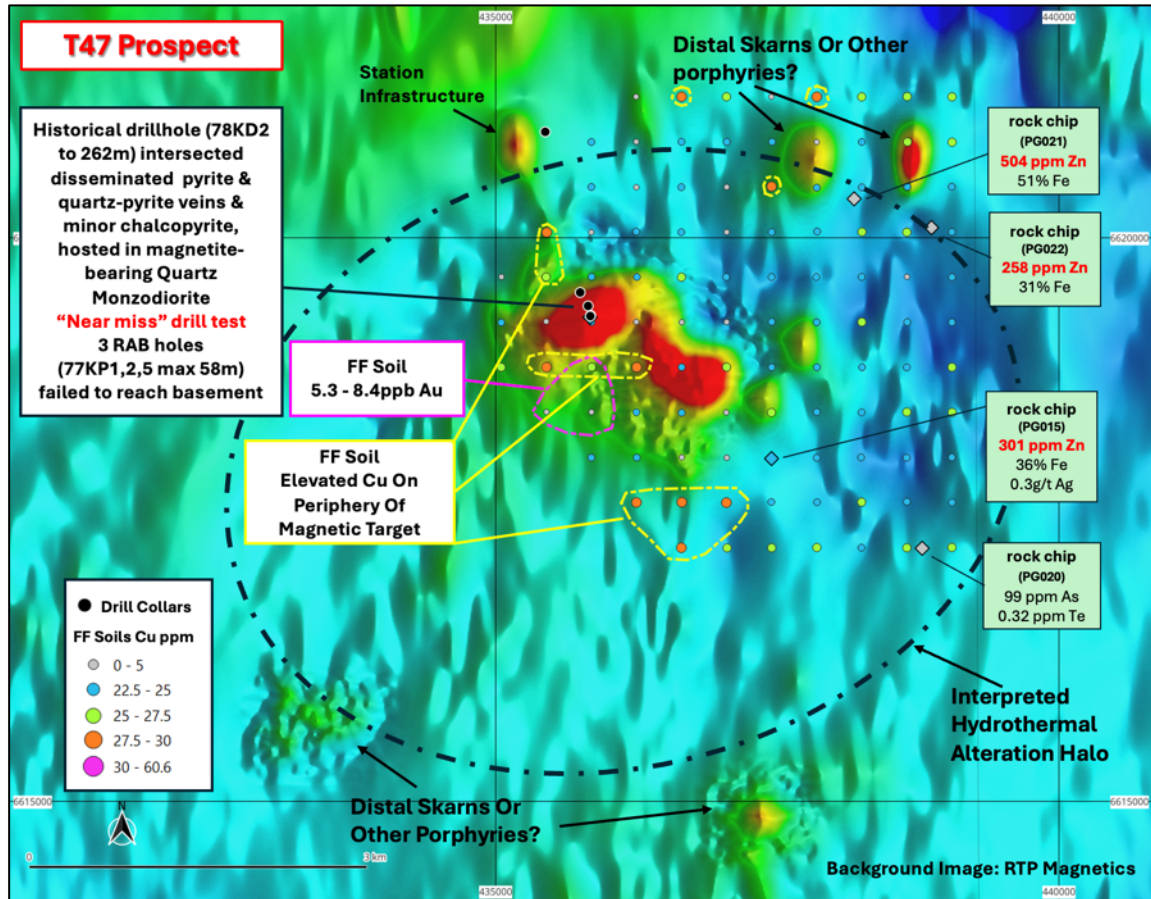 T47 Prospect
435000
440000
Station
Infrastructure
Distal Skarns Or Other
porphyries?
Historical drillhole (78KD2
to 262m) intersected
disseminated pyrite &
quartz-pyrite veins &
minor chalcopyrite,
hosted in magnetite-
bearing Quartz
Monzodiorite
“Near miss” drill test
3 RAB holes
(77KP1,2,5 max 58m)
failed to reach basement
rock chip
(PG021)
504 ppm Zn
51% Fe
6620000
rock chip
(PG022)
258 ppm Zn
31% Fe
FF Soil
5.3 - 8.4ppb Au
FF Soil
Elevated Cu On
Periphery Of
Magnetic Target
rock chip
(PG015)
301 ppm Zn
36% Fe
0.3g/t Ag
rock chip
(PG020)
99 ppm As
0.32 ppm Te
Drill Collars
FF Soils Cu ppm
0 - 5
22.5 - 25
25 - 27.5
27.5 - 30
30 - 60.6
Interpreted
Hydrothermal
Alteration Halo
Distal Skarns Or
Other Porphyries?
6615000
6615000
N
0
3 km
435000
440000
Background Image: RTP Magnetics